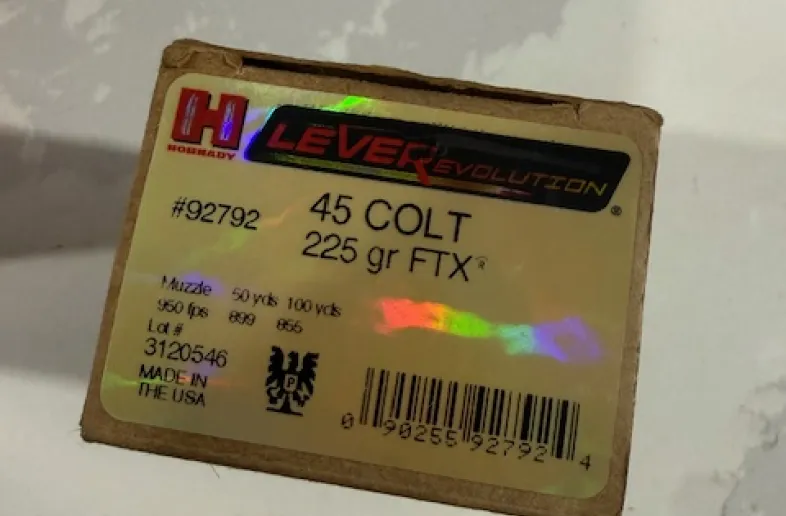 H
HORNADY
LEVEREVOLUTION®
#92792
45 COLT
225 gr FTX®
Muzzle 50 yds 100 yds
950 fps 899 855
Lot #
3120546
MADE IN
THE USA
P
0 90255 92792 4